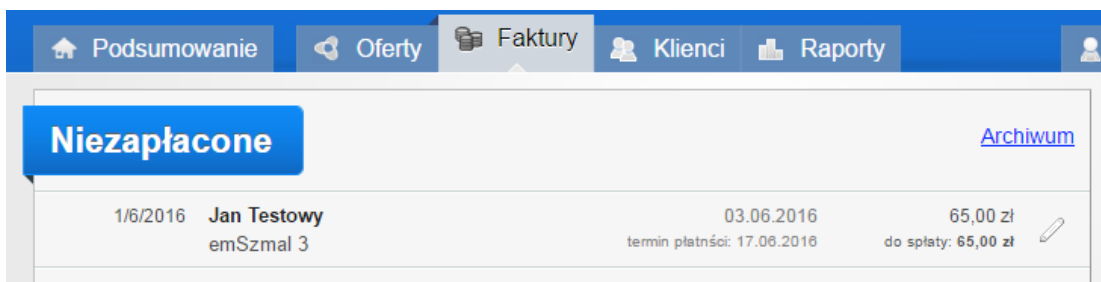 Podsumowanie Oferty Faktury Klienci Raporty
Niezapłacone
Archiwum
1/6/2016 Jan Testowy 03.06.2016 65,00 zł
emSzmal 3 termin płatnści: 17.06.2016 do spłaty: 65,00 zł